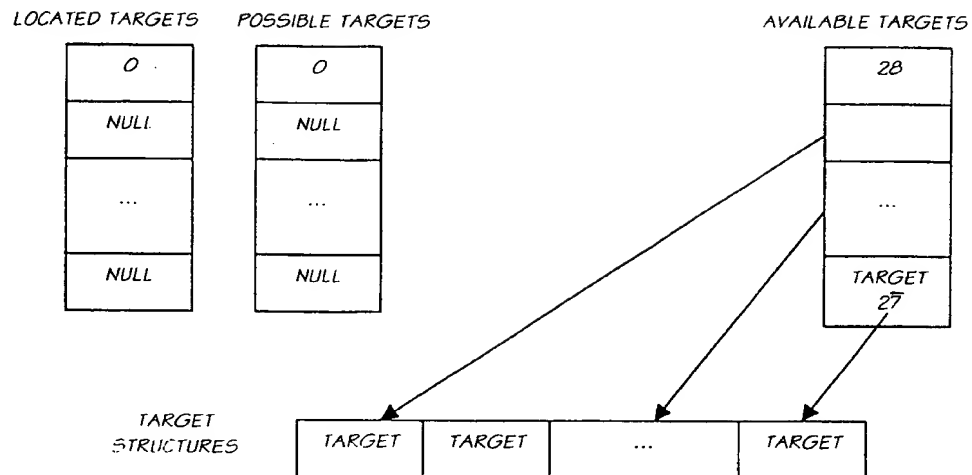 LOCATED TARGETS POSSIBLE TARGETS AVAILABLE TARGETS
0 0 28
NULL NULL
... ... ...
NULL NULL TARGET
27
TARGET
STRUCTURES TARGET TARGET ... TARGET